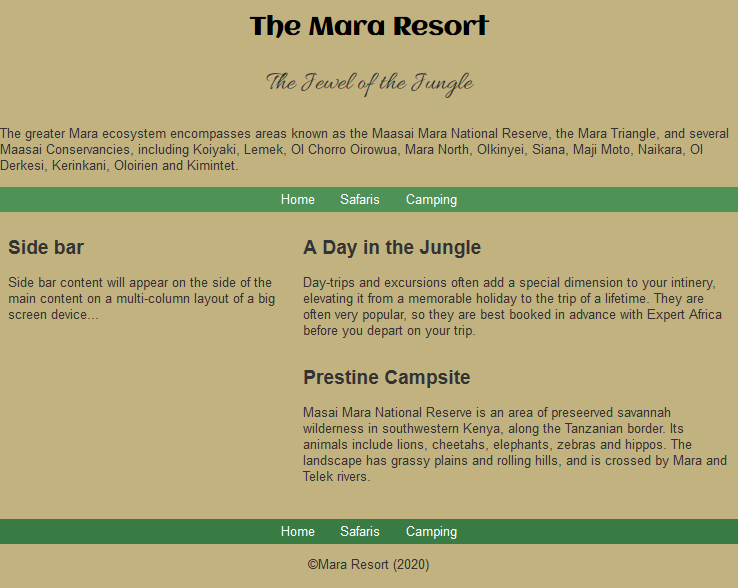 The Mara Resort
The Jewel of the Jungle
The greater Mara ecosystem encompasses areas known as the Maasai Mara National Reserve, the Mara Triangle, and several
Maasai Conservancies, including Koiyaki, Lemek, Ol Chorro Oirowua, Mara North, Olkinyei, Siana, Maji Moto, Naikara, Ol
Derkesi, Kerinkani, Oloirien and Kimintet.
Home Safaris Camping
Side bar
Side bar content will appear on the side of the
main content on a multi-column layout of a big
screen device...
A Day in the Jungle
Day-trips and excursions often add a special dimension to your intinery,
elevating it from a memorable holiday to the trip of a lifetime. They are
often very popular, so they are best booked in advance with Expert Africa
before you depart on your trip.
Prestine Campsite
Masai Mara National Reserve is an area of preseerved savannah
wilderness in southwestern Kenya, along the Tanzanian border. Its
animals include lions, cheetahs, elephants, zebras and hippos. The
landscape has grassy plains and rolling hills, and is crossed by Mara and
Telek rivers.
Home Safaris Camping
©Mara Resort (2020)